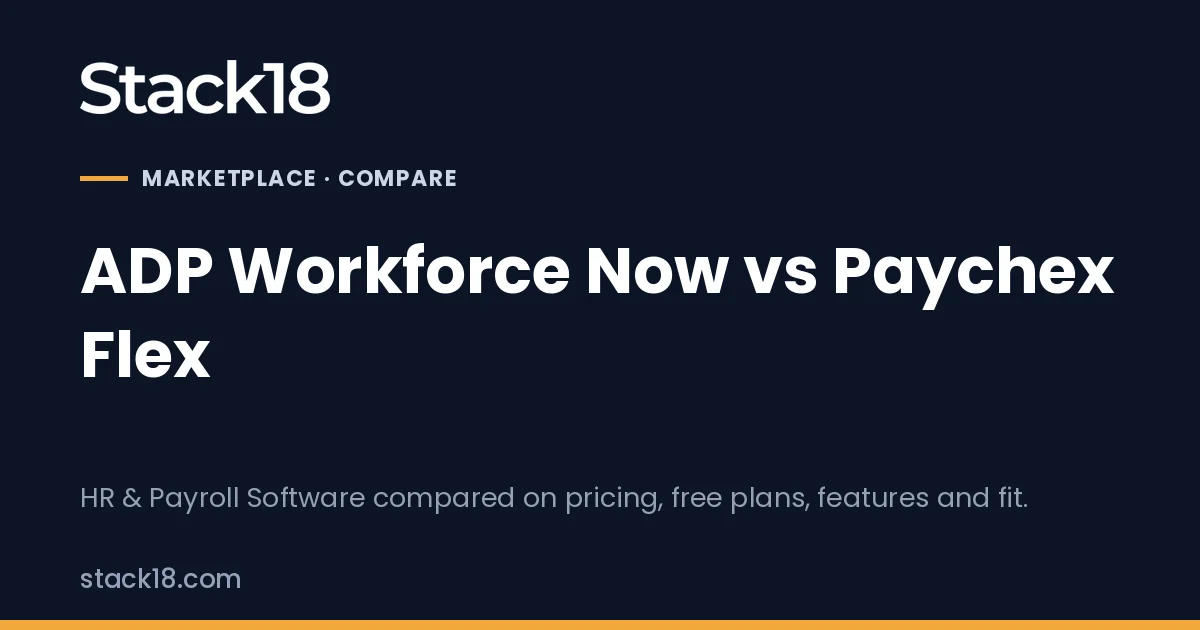 Stack18
MARKETPLACE · COMPARE
ADP Workforce Now vs Paychex
Flex
HR & Payroll Software compared on pricing, free plans, features and fit.
stack18.com